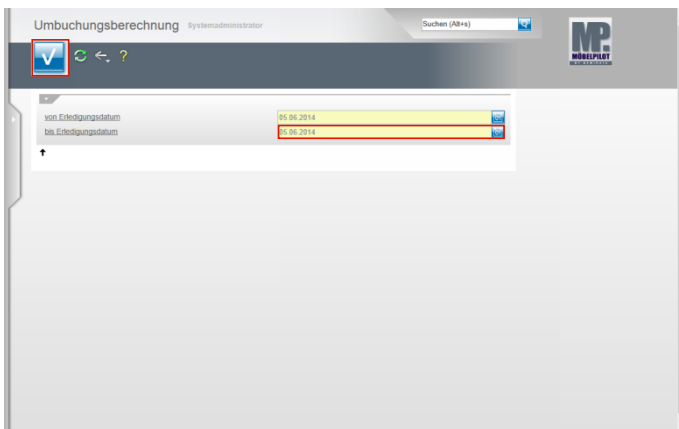 Umbuchungsberechnung Systemadministrator
Suchen (Alt+s)
MP.
MÖBELPILOT
?
von Erledigungsdatum 05.06.2014
bis Erledigungsdatum 05.06.2014